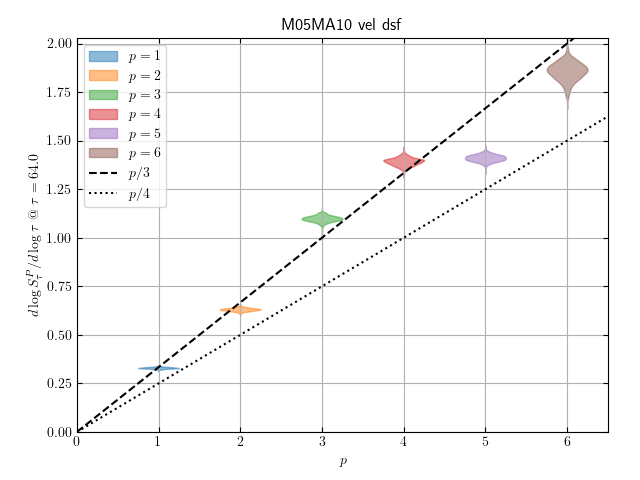 M05MA10 vel dsf
2.00
1.75
1.50
1.25
1.00
0.75
0.50
0.25
0.00
d log S_τ^P / d log τ @ τ = 64.0
p = 1
p = 2
p = 3
p = 4
p = 5
p = 6
p/3
p/4
0 1 2 3 4 5 6
p